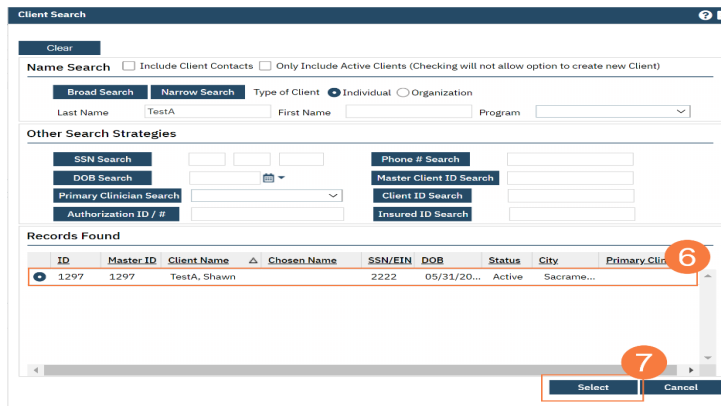 Client Search ?
Clear
Name Search Include Client Contacts Only Include Active Clients (Checking will not allow option to create new Client)
Broad Search Narrow Search Type of Client Individual Organization
Last Name TestA First Name Program
Other Search Strategies
SSN Search Phone # Search
DOB Search Master Client ID Search
Primary Clinician Search Client ID Search
Authorization ID / # Insured ID Search
Records Found
6
ID Master ID Client Name Chosen Name SSN/EIN DOB Status City Primary Clin
1297 1297 TestA, Shawn 2222 05/31/20... Active Sacrame...
7
Select Cancel